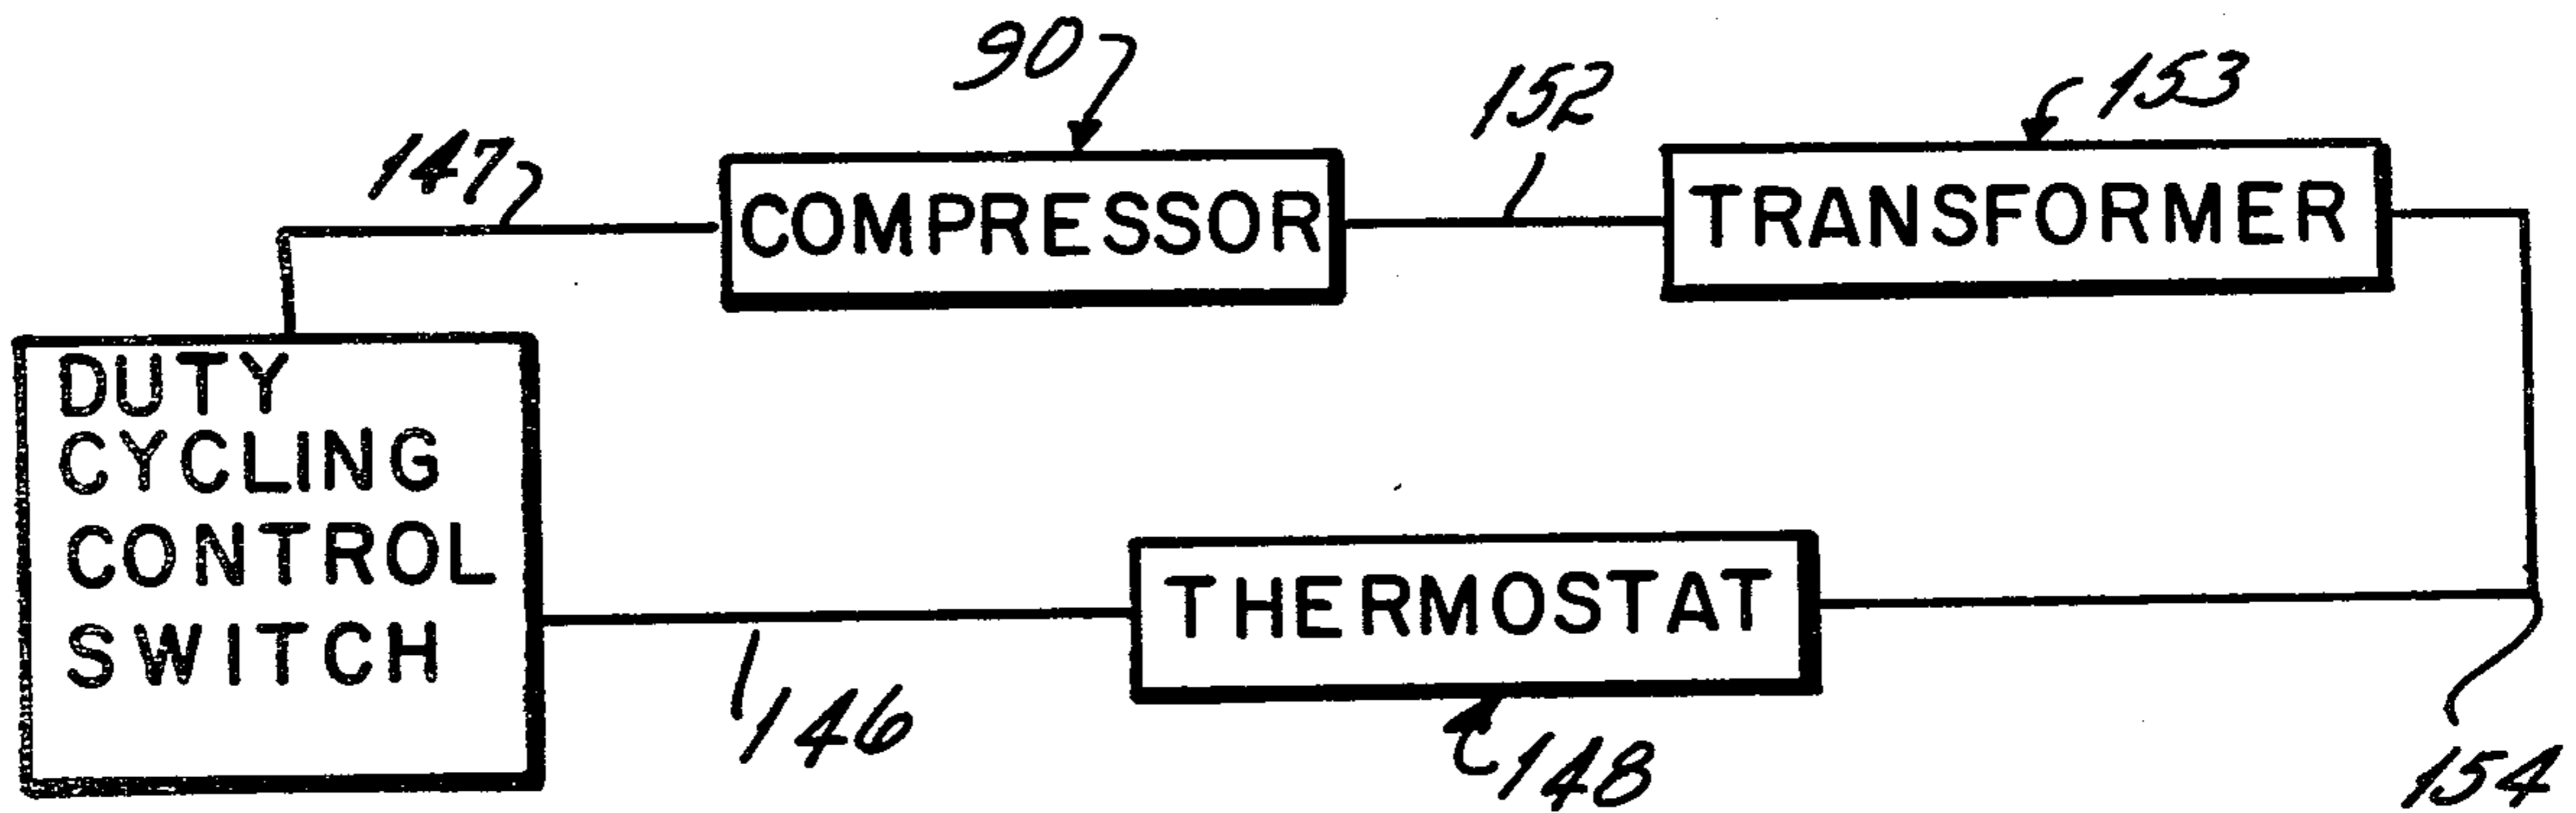 90
152
153
147
COMPRESSOR
TRANSFORMER
DUTY
CYCLING
CONTROL
SWITCH
THERMOSTAT
146
148
154